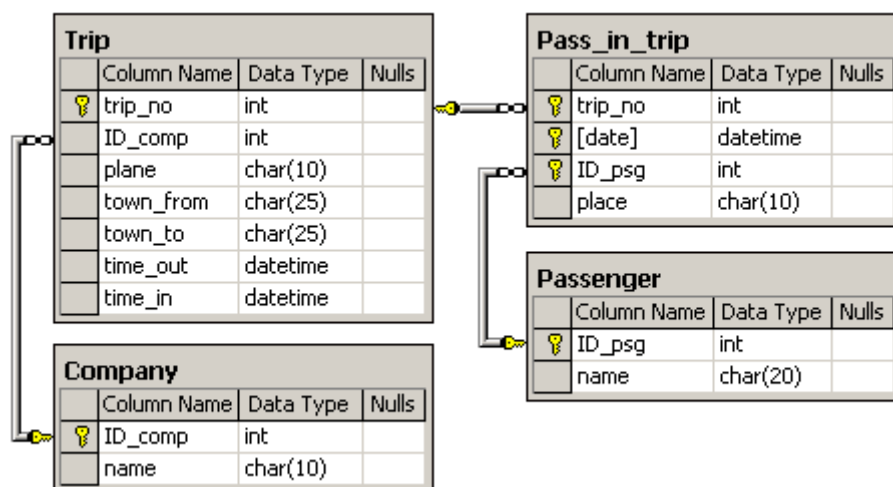 Trip
Column Name Data Type Nulls
trip_no int
ID_comp int
plane char(10)
town_from char(25)
town_to char(25)
time_out datetime
time_in datetime
Company
Column Name Data Type Nulls
ID_comp int
name char(10)
Pass_in_trip
Column Name Data Type Nulls
trip_no int
[date] datetime
ID_psg int
place char(10)
Passenger
Column Name Data Type Nulls
ID_psg int
name char(20)